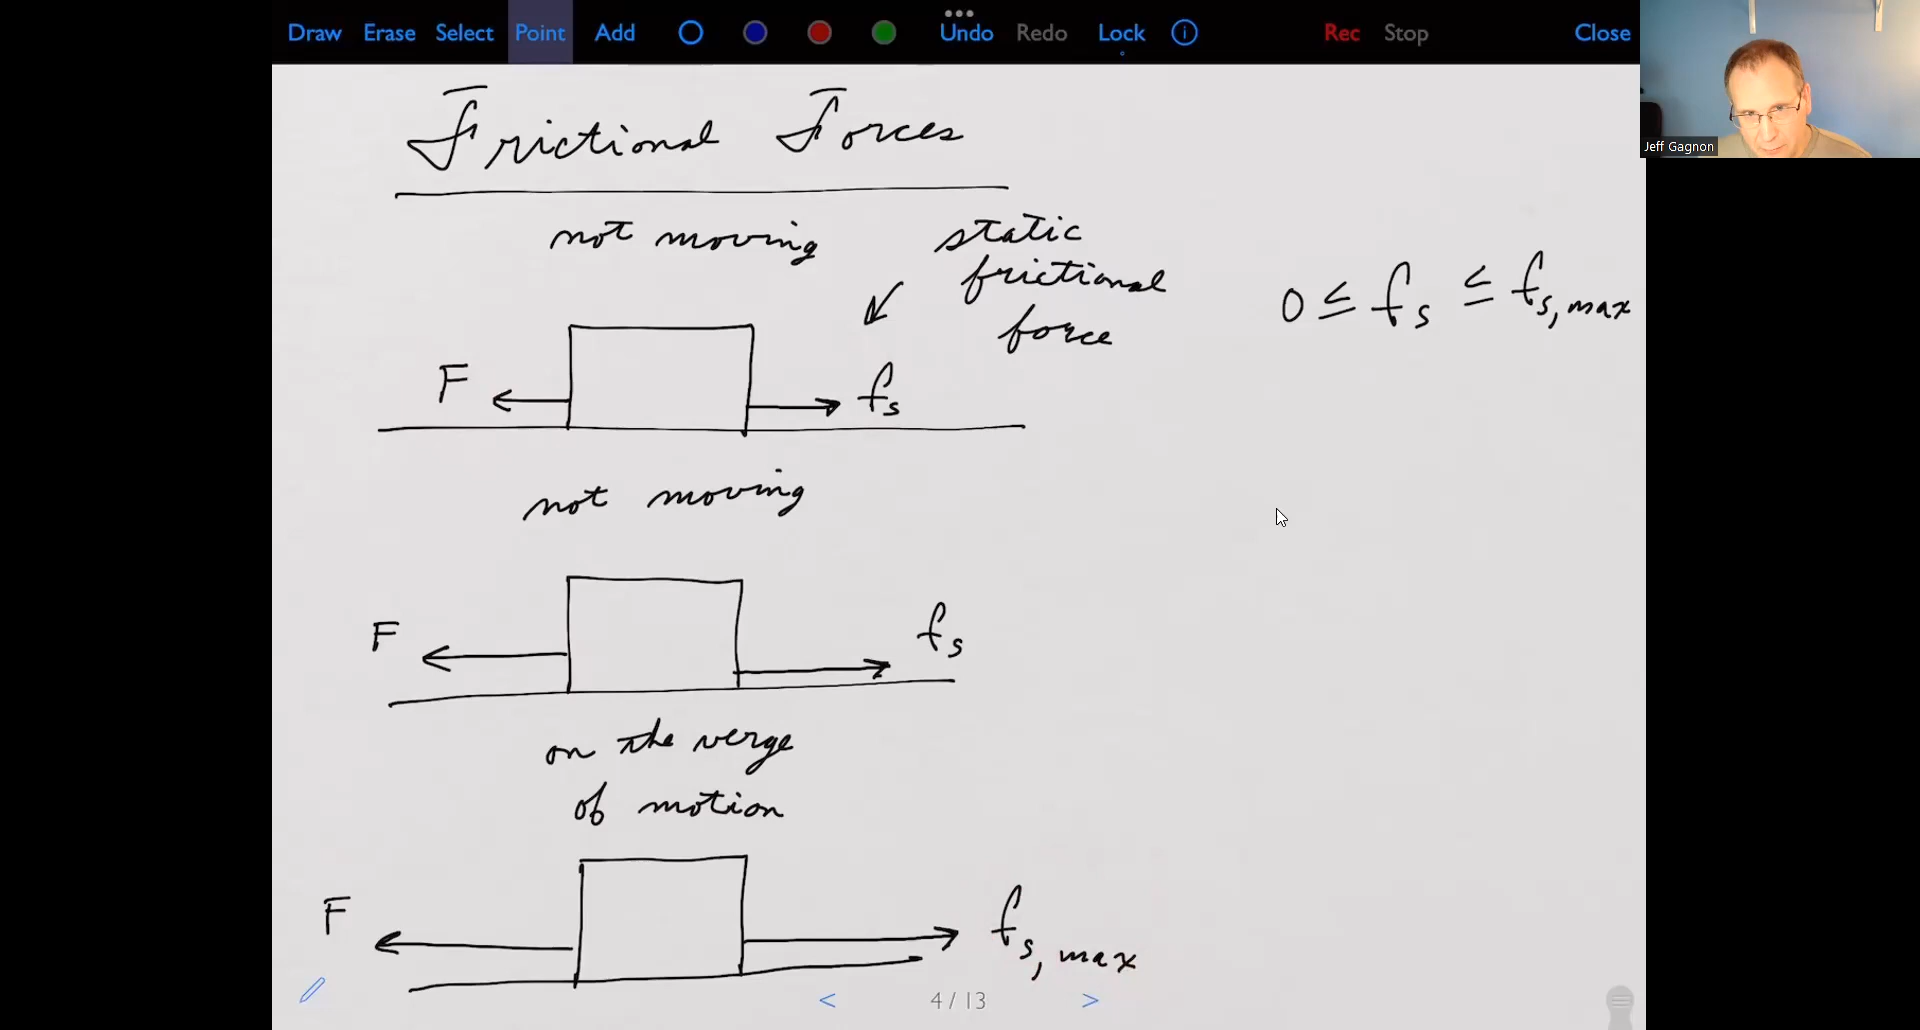 Draw Erase Select Point Add Undo Redo Lock Rec Stop Close
Jeff Gagnon
Frictional Forces
not moving
static
frictional
force
0 ≤ fs ≤ fs, max
F
fs
not moving
F
fs
on the verge
of motion
F
fs, max
< 4 / 13 >